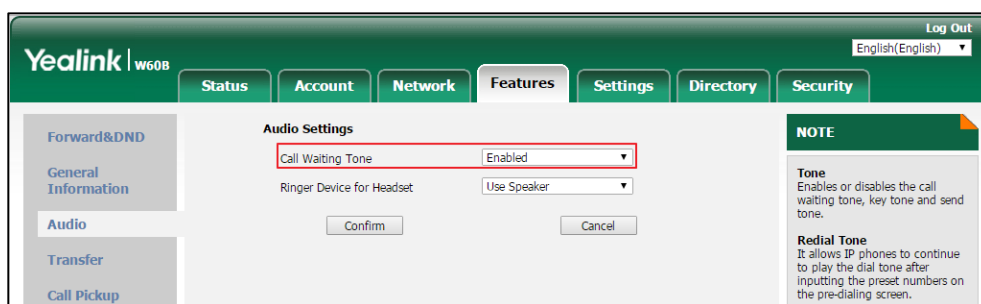 Log Out
Yealink | W60B
English(English)
Status Account Network Features Settings Directory Security
Forward&DND
General
Information
Audio
Transfer
Call Pickup
Audio Settings
Call Waiting Tone Enabled
Ringer Device for Headset Use Speaker
Confirm Cancel
NOTE
Tone
Enables or disables the call
waiting tone, key tone and send
tone.
Redial Tone
It allows IP phones to continue
to play the dial tone after
inputting the preset numbers on
the pre-dialing screen.